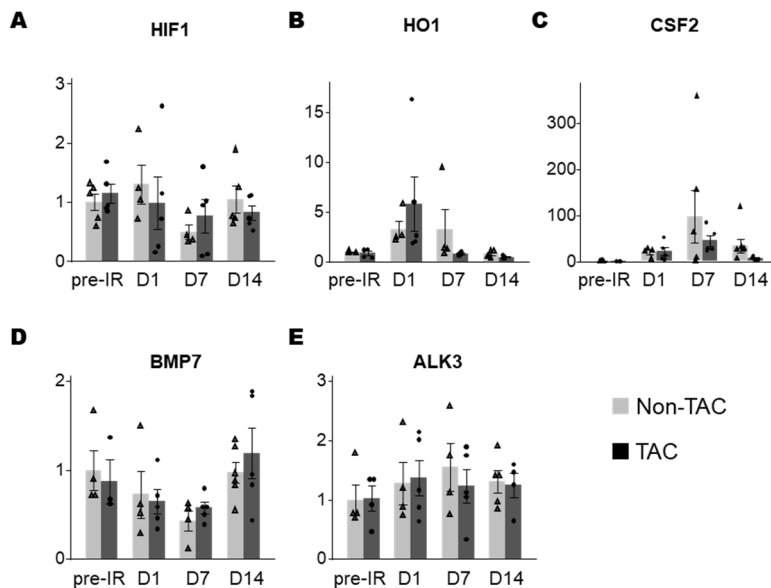 A
HIF1
3
2
1
0
pre-IR D1 D7 D14
B
HO1
15
10
5
0
pre-IR D1 D7 D14
C
CSF2
300
200
100
0
pre-IR D1 D7 D14
D
BMP7
2
1
0
pre-IR D1 D7 D14
E
ALK3
3
2
1
0
pre-IR D1 D7 D14
Non-TAC
TAC